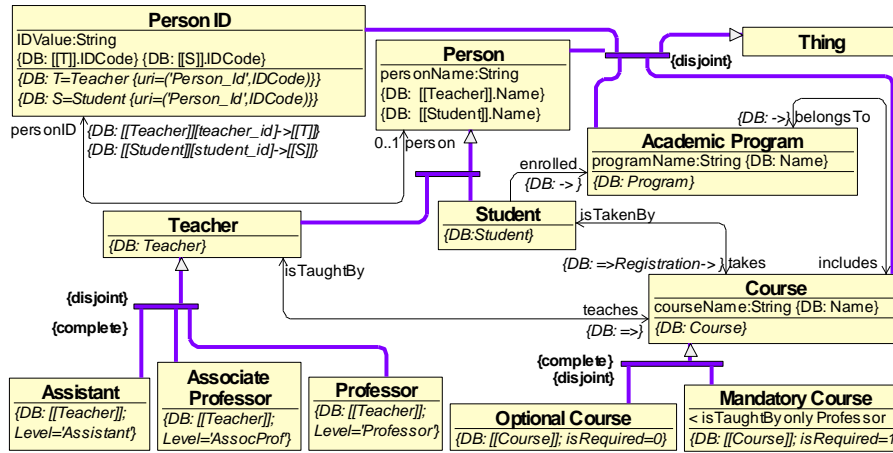 Person ID
IDValue:String
{DB: [[T]].IDCode} {DB: [[S]].IDCode}
{DB: T=Teacher {uri=('Person_Id',IDCode)}}
{DB: S=Student {uri=('Person_Id',IDCode)}}
personID
{DB: [[Teacher]][teacher_id]->[[T]]}
{DB: [[Student]][student_id]->[[S]]}
Person
personName:String
{DB: [[Teacher]].Name}
{DB: [[Student]].Name}
0..1 person
{disjoint}
Thing
{DB: ->} belongsTo
Academic Program
programName:String {DB: Name}
{DB: Program}
enrolled
{DB: -> }
Teacher
{DB: Teacher}
Student
{DB:Student}
isTakenBy
isTaughtBy
{DB: =>Registration-> } takes
includes
teaches
{DB: =>}
Course
courseName:String {DB: Name}
{DB: Course}
{disjoint}
{complete}
{complete}
{disjoint}
Assistant
{DB: [[Teacher]];
Level='Assistant'}
Associate
Professor
{DB: [[Teacher]];
Level='AssocProf'}
Professor
{DB: [[Teacher]];
Level='Professor'}
Optional Course
{DB: [[Course]]; isRequired=0}
Mandatory Course
< isTaughtBy only Professor
{DB: [[Course]]; isRequired=1}